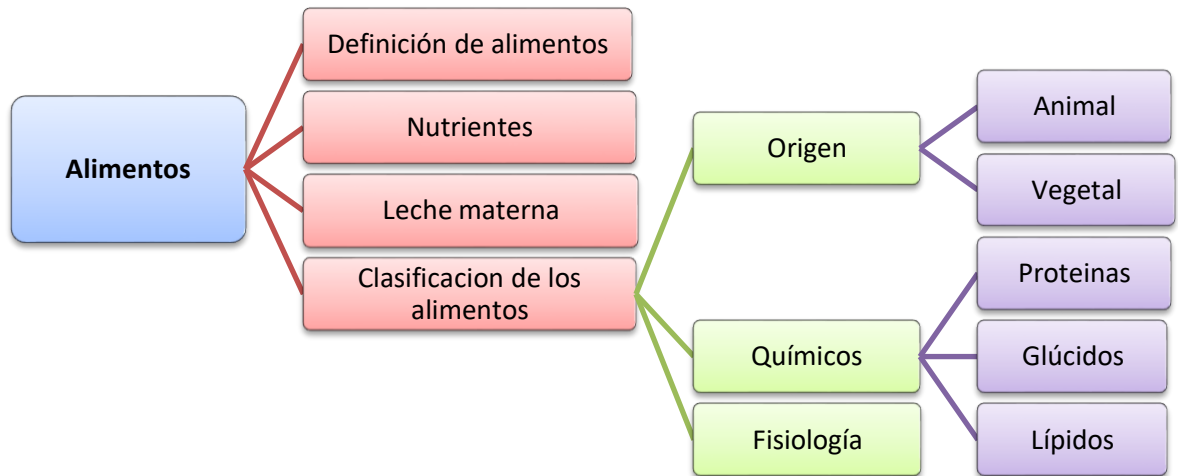 Alimentos
Definición de alimentos
Nutrientes
Leche materna
Clasificacion de los
alimentos
Origen
Animal
Vegetal
Químicos
Proteinas
Glúcidos
Lípidos
Fisiología